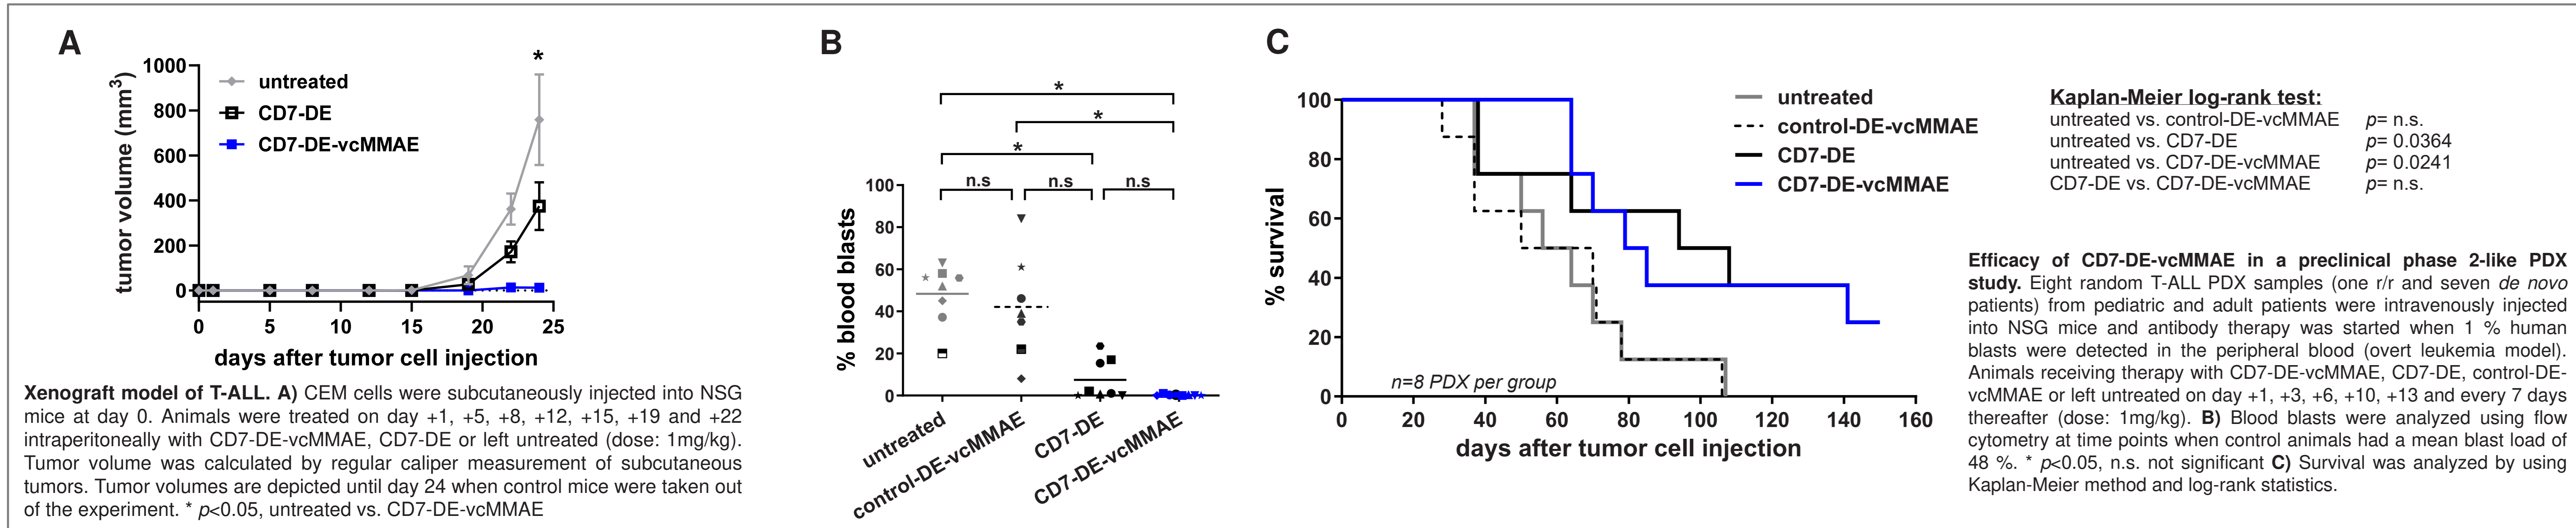 A
tumor volume (mm3)
1000
800
600
400
200
0
*
untreated
CD7-DE
CD7-DE-vcMMAE
0 5 10 15 20 25
days after tumor cell injection
Xenograft model of T-ALL. A) CEM cells were subcutaneously injected into NSG
mice at day 0. Animals were treated on day +1, +5, +8, +12, +15, +19 and +22
intraperitoneally with CD7-DE-vcMMAE, CD7-DE or left untreated (dose: 1mg/kg).
Tumor volume was calculated by regular caliper measurement of subcutaneous
tumors. Tumor volumes are depicted until day 24 when control mice were taken out
of the experiment. * p<0.05, untreated vs. CD7-DE-vcMMAE
B
% blood blasts
*
*
*
n.s n.s n.s
100
80
60
40
20
0
untreated
control-DE-vcMMAE
CD7-DE
CD7-DE-vcMMAE
C
% survival
100
80
60
40
20
0
n=8 PDX per group
0 20 40 60 80 100 120 140 160
days after tumor cell injection
untreated
control-DE-vcMMAE
CD7-DE
CD7-DE-vcMMAE
Kaplan-Meier log-rank test:
untreated vs. control-DE-vcMMAE p= n.s.
untreated vs. CD7-DE p= 0.0364
untreated vs. CD7-DE-vcMMAE p= 0.0241
CD7-DE vs. CD7-DE-vcMMAE p= n.s.
Efficacy of CD7-DE-vcMMAE in a preclinical phase 2-like PDX
study. Eight random T-ALL PDX samples (one r/r and seven de novo
patients) from pediatric and adult patients were intravenously injected
into NSG mice and antibody therapy was started when 1 % human
blasts were detected in the peripheral blood (overt leukemia model).
Animals receiving therapy with CD7-DE-vcMMAE, CD7-DE, control-DE-
vcMMAE or left untreated on day +1, +3, +6, +10, +13 and every 7 days
thereafter (dose: 1mg/kg). B) Blood blasts were analyzed using flow
cytometry at time points when control animals had a mean blast load of
48 %. * p<0.05, n.s. not significant C) Survival was analyzed by using
Kaplan-Meier method and log-rank statistics.